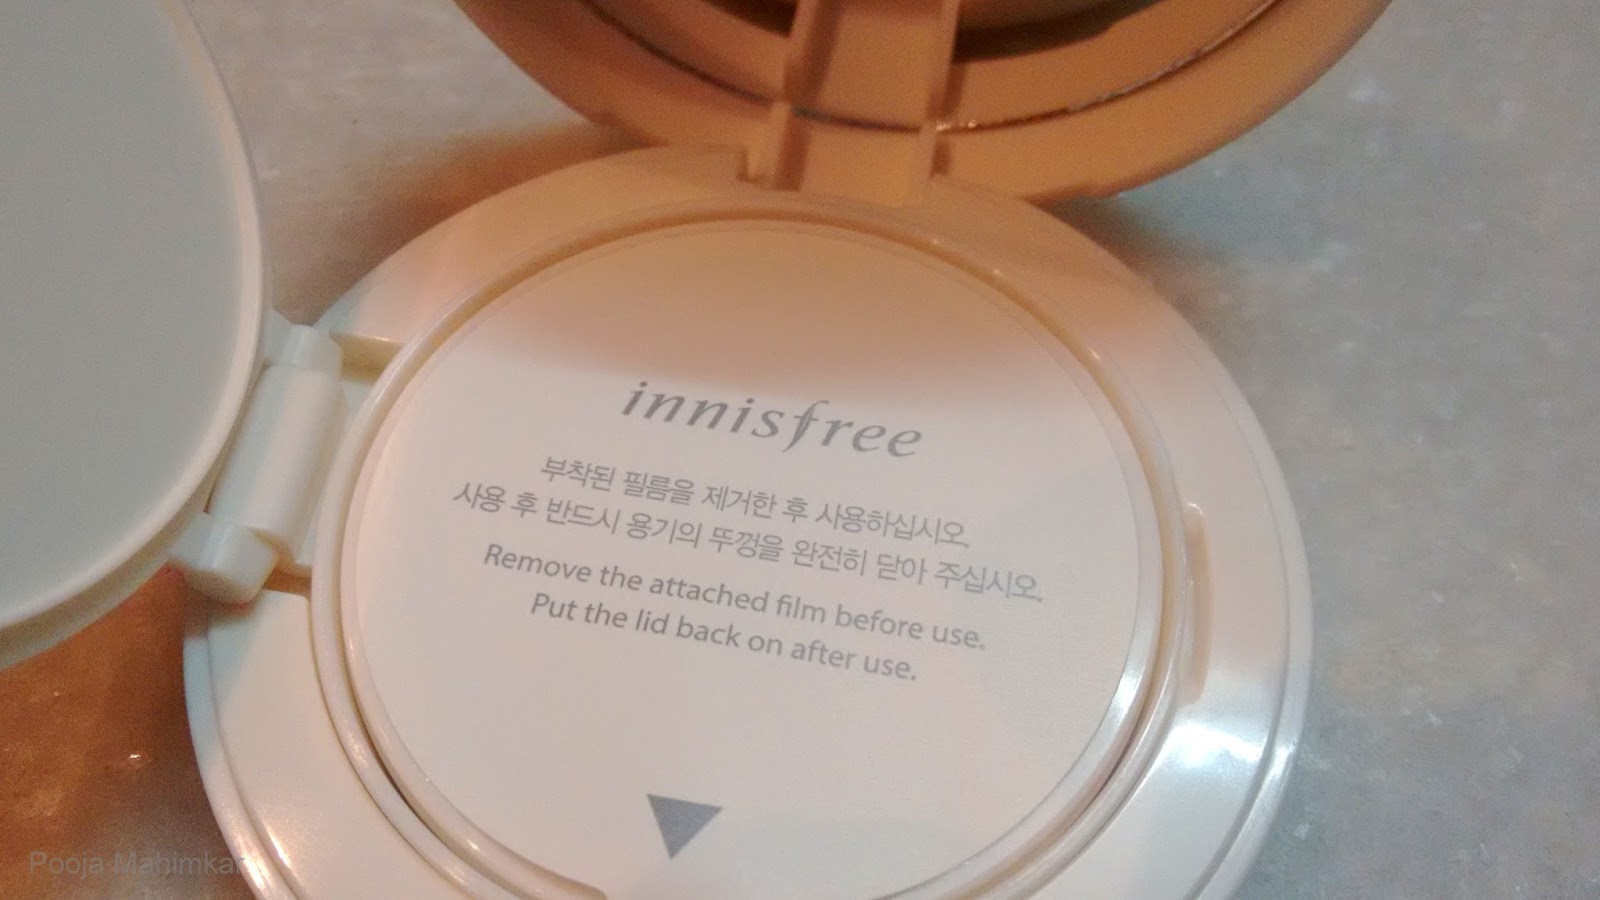 innisfree
부착된 필름을 제거한 후 사용하십시오.
사용 후 반드시 용기의 뚜껑을 완전히 닫아 주십시오.
Remove the attached film before use.
Put the lid back on after use.
Pooja Mahimkar